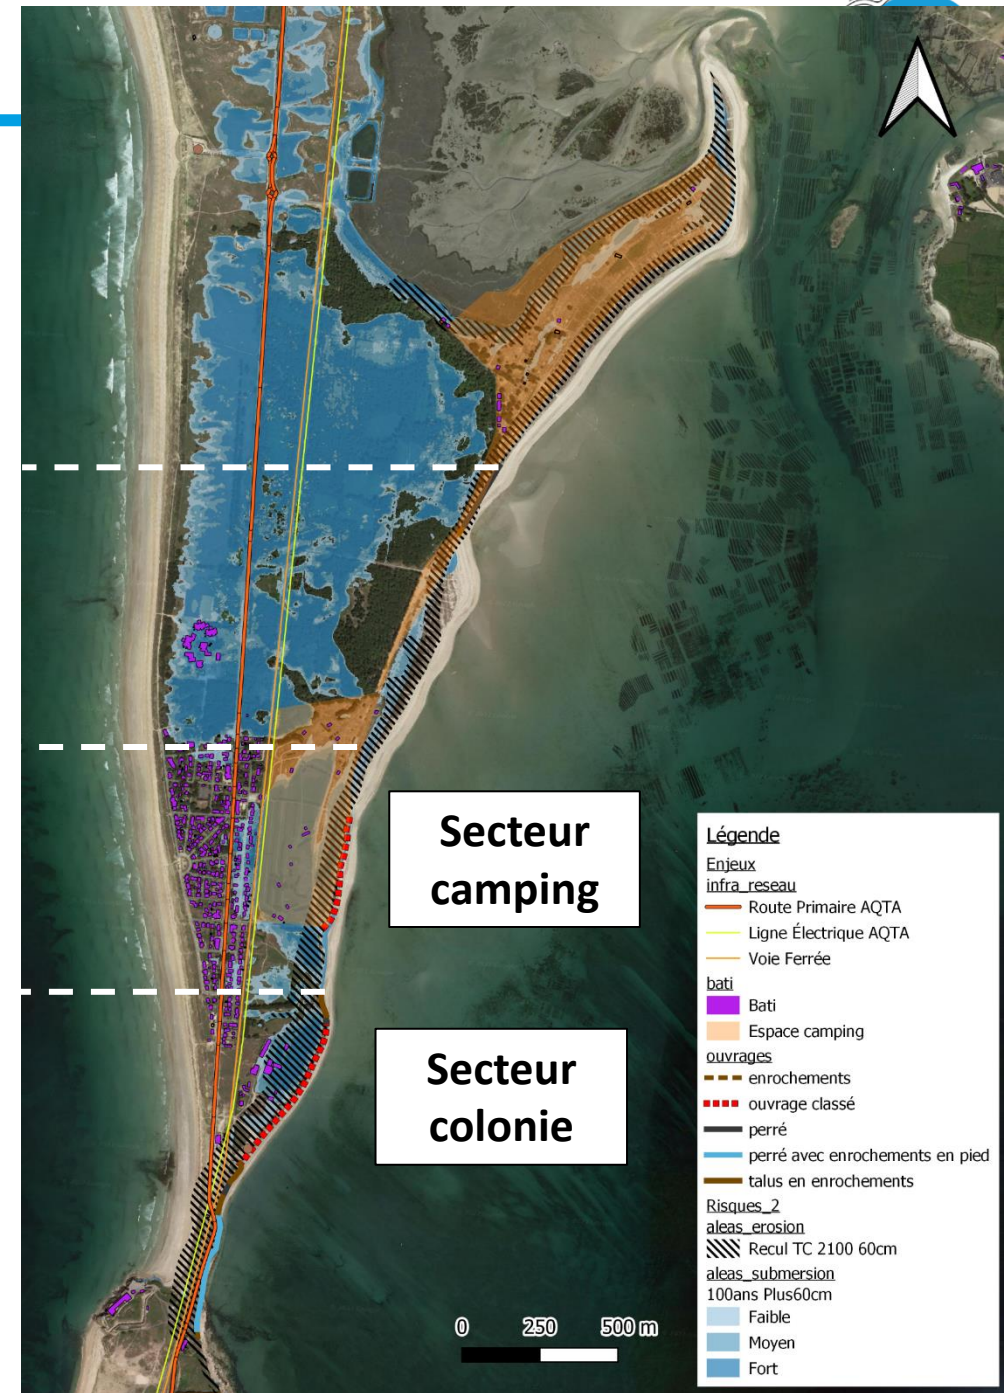 Secteur
camping
Secteur
colonie
0 250 500 m
Légende
Enjeux
infra_reseau
Route Primaire AQTA
Ligne Électrique AQTA
Voie Ferrée
bati
Bati
Espace camping
ouvrages
enrochements
ouvrage classé
perré
perré avec enrochements en pied
talus en enrochements
Risques_2
aleas_erosion
Recul TC 2100 60cm
aleas_submersion
100ans Plus60cm
Faible
Moyen
Fort